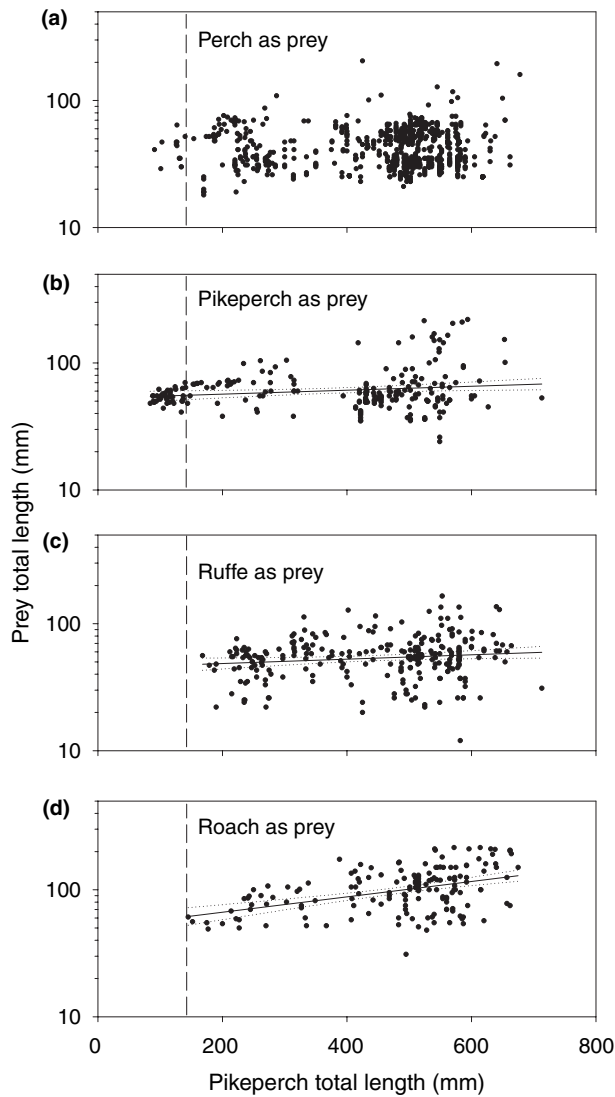 (a)
Perch as prey
100
10
(b)
Pikeperch as prey
100
10
(c)
Ruffe as prey
100
10
(d)
Roach as prey
100
10
0 200 400 600 800
Pikeperch total length (mm)
Prey total length (mm)